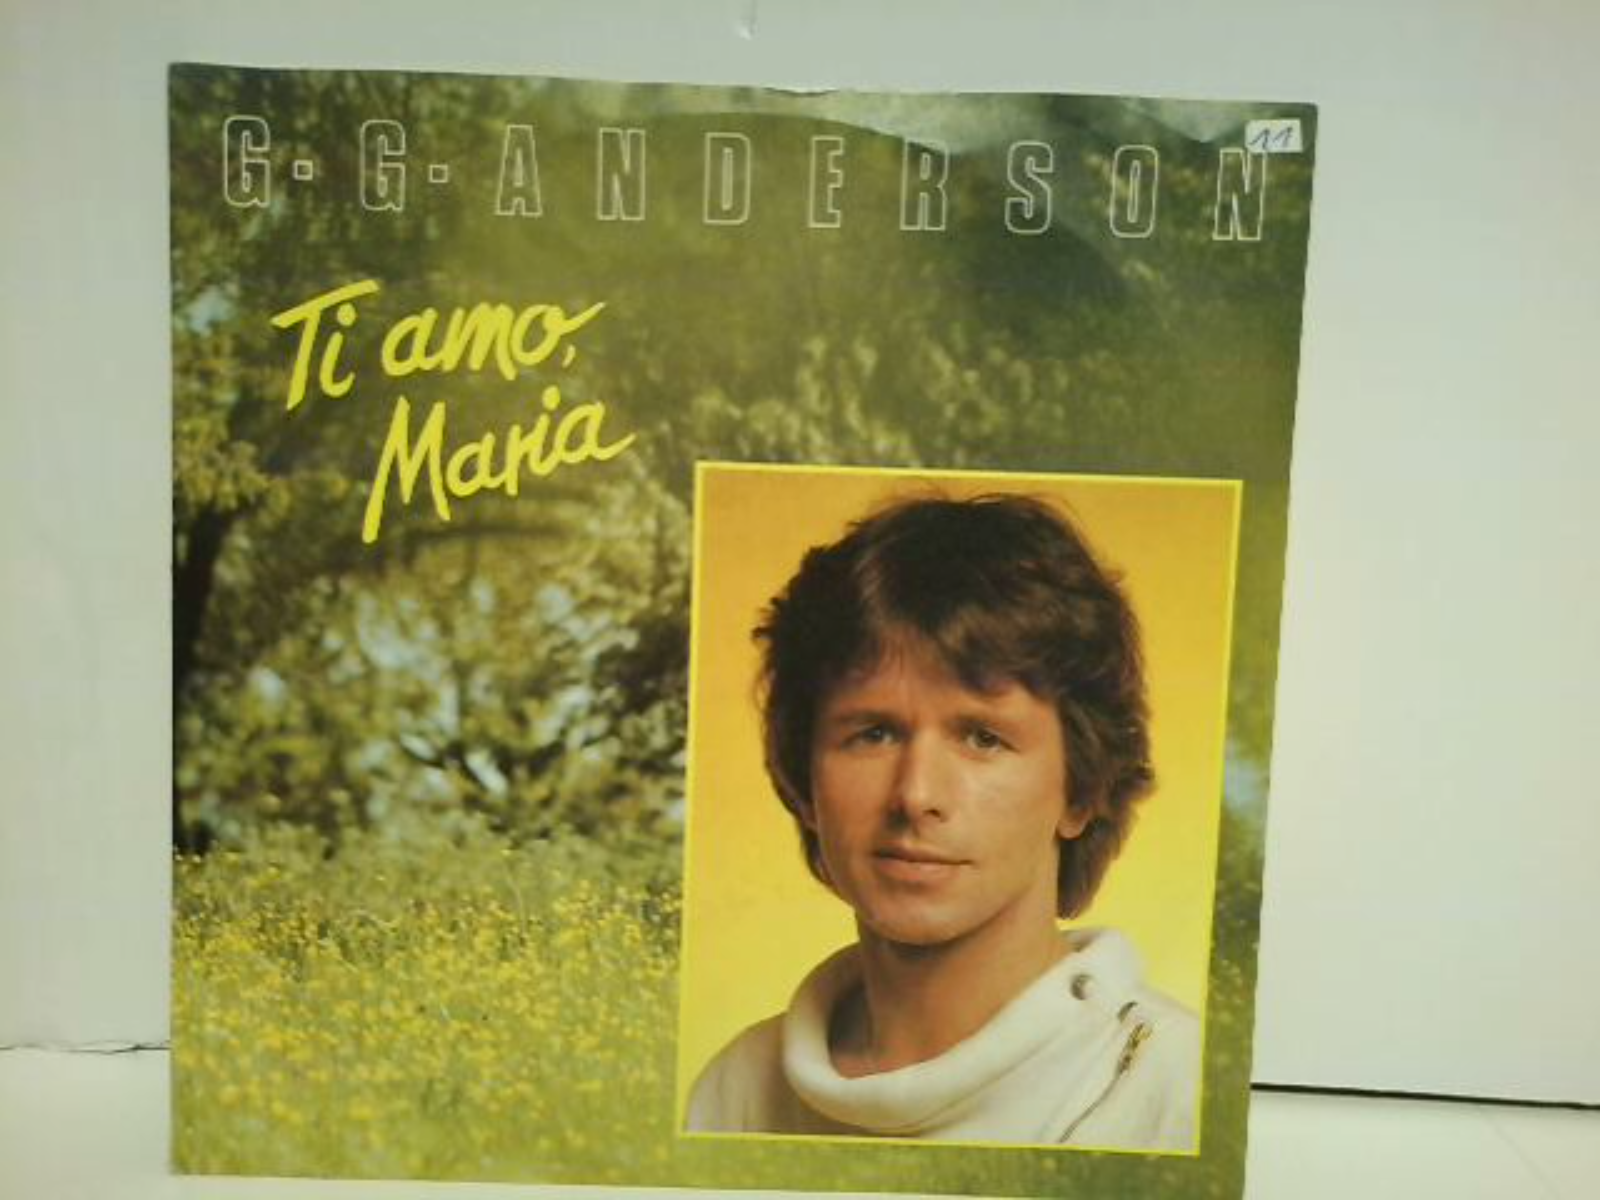 G.G.ANDERSON
11
Ti amo,
Maria